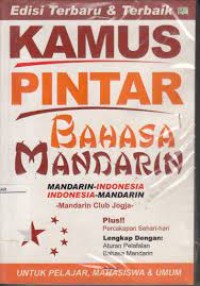 Edisi Terbaru & Terbaik
KAMUS
PINTAR
BAHASA
MANDARIN
MANDARIN-INDONESIA
INDONESIA-MANDARIN
-Mandarin Club Jogja-
Plus!!
Percakapan Sehari-hari
Lengkap Dengan:
Aturan Pelafalan
Bahasa Mandarin
UNTUK PELAJAR, MAHASISWA & UMUM